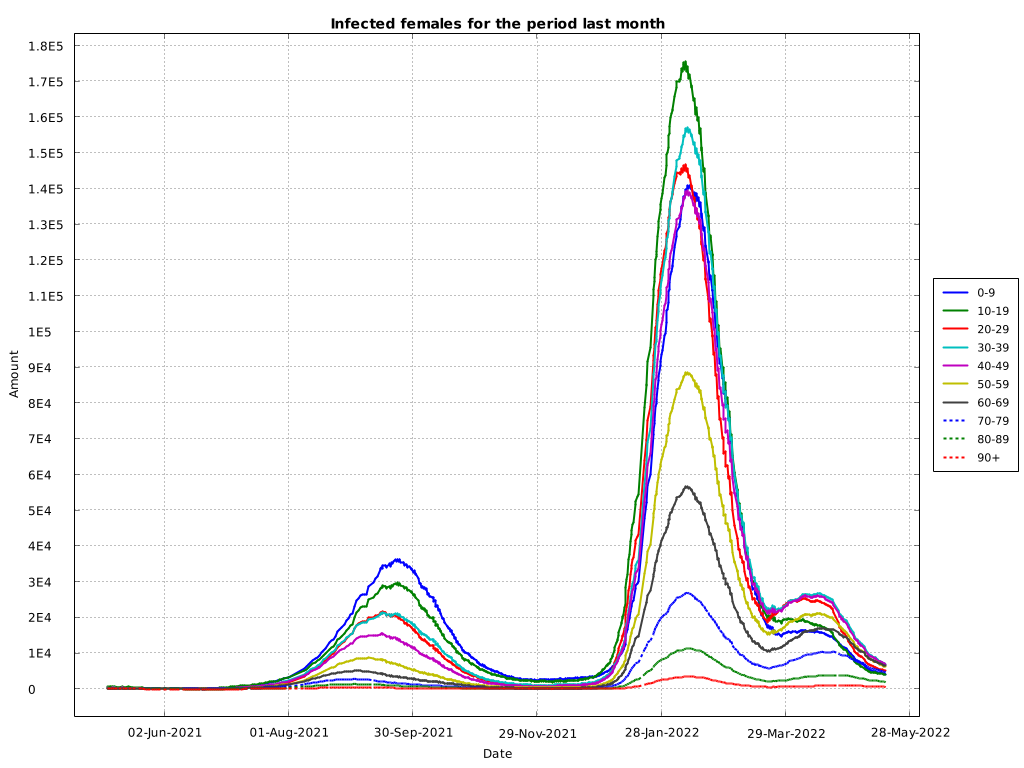 Infected females for the period last month
1.8E5
1.7E5
1.6E5
1.5E5
1.4E5
1.3E5
1.2E5
1.1E5
1E5
9E4
8E4
7E4
6E4
5E4
4E4
3E4
2E4
1E4
0
Amount
02-Jun-2021
01-Aug-2021
30-Sep-2021
29-Nov-2021
28-Jan-2022
29-Mar-2022
28-May-2022
Date
0-9
10-19
20-29
30-39
40-49
50-59
60-69
70-79
80-89
90+